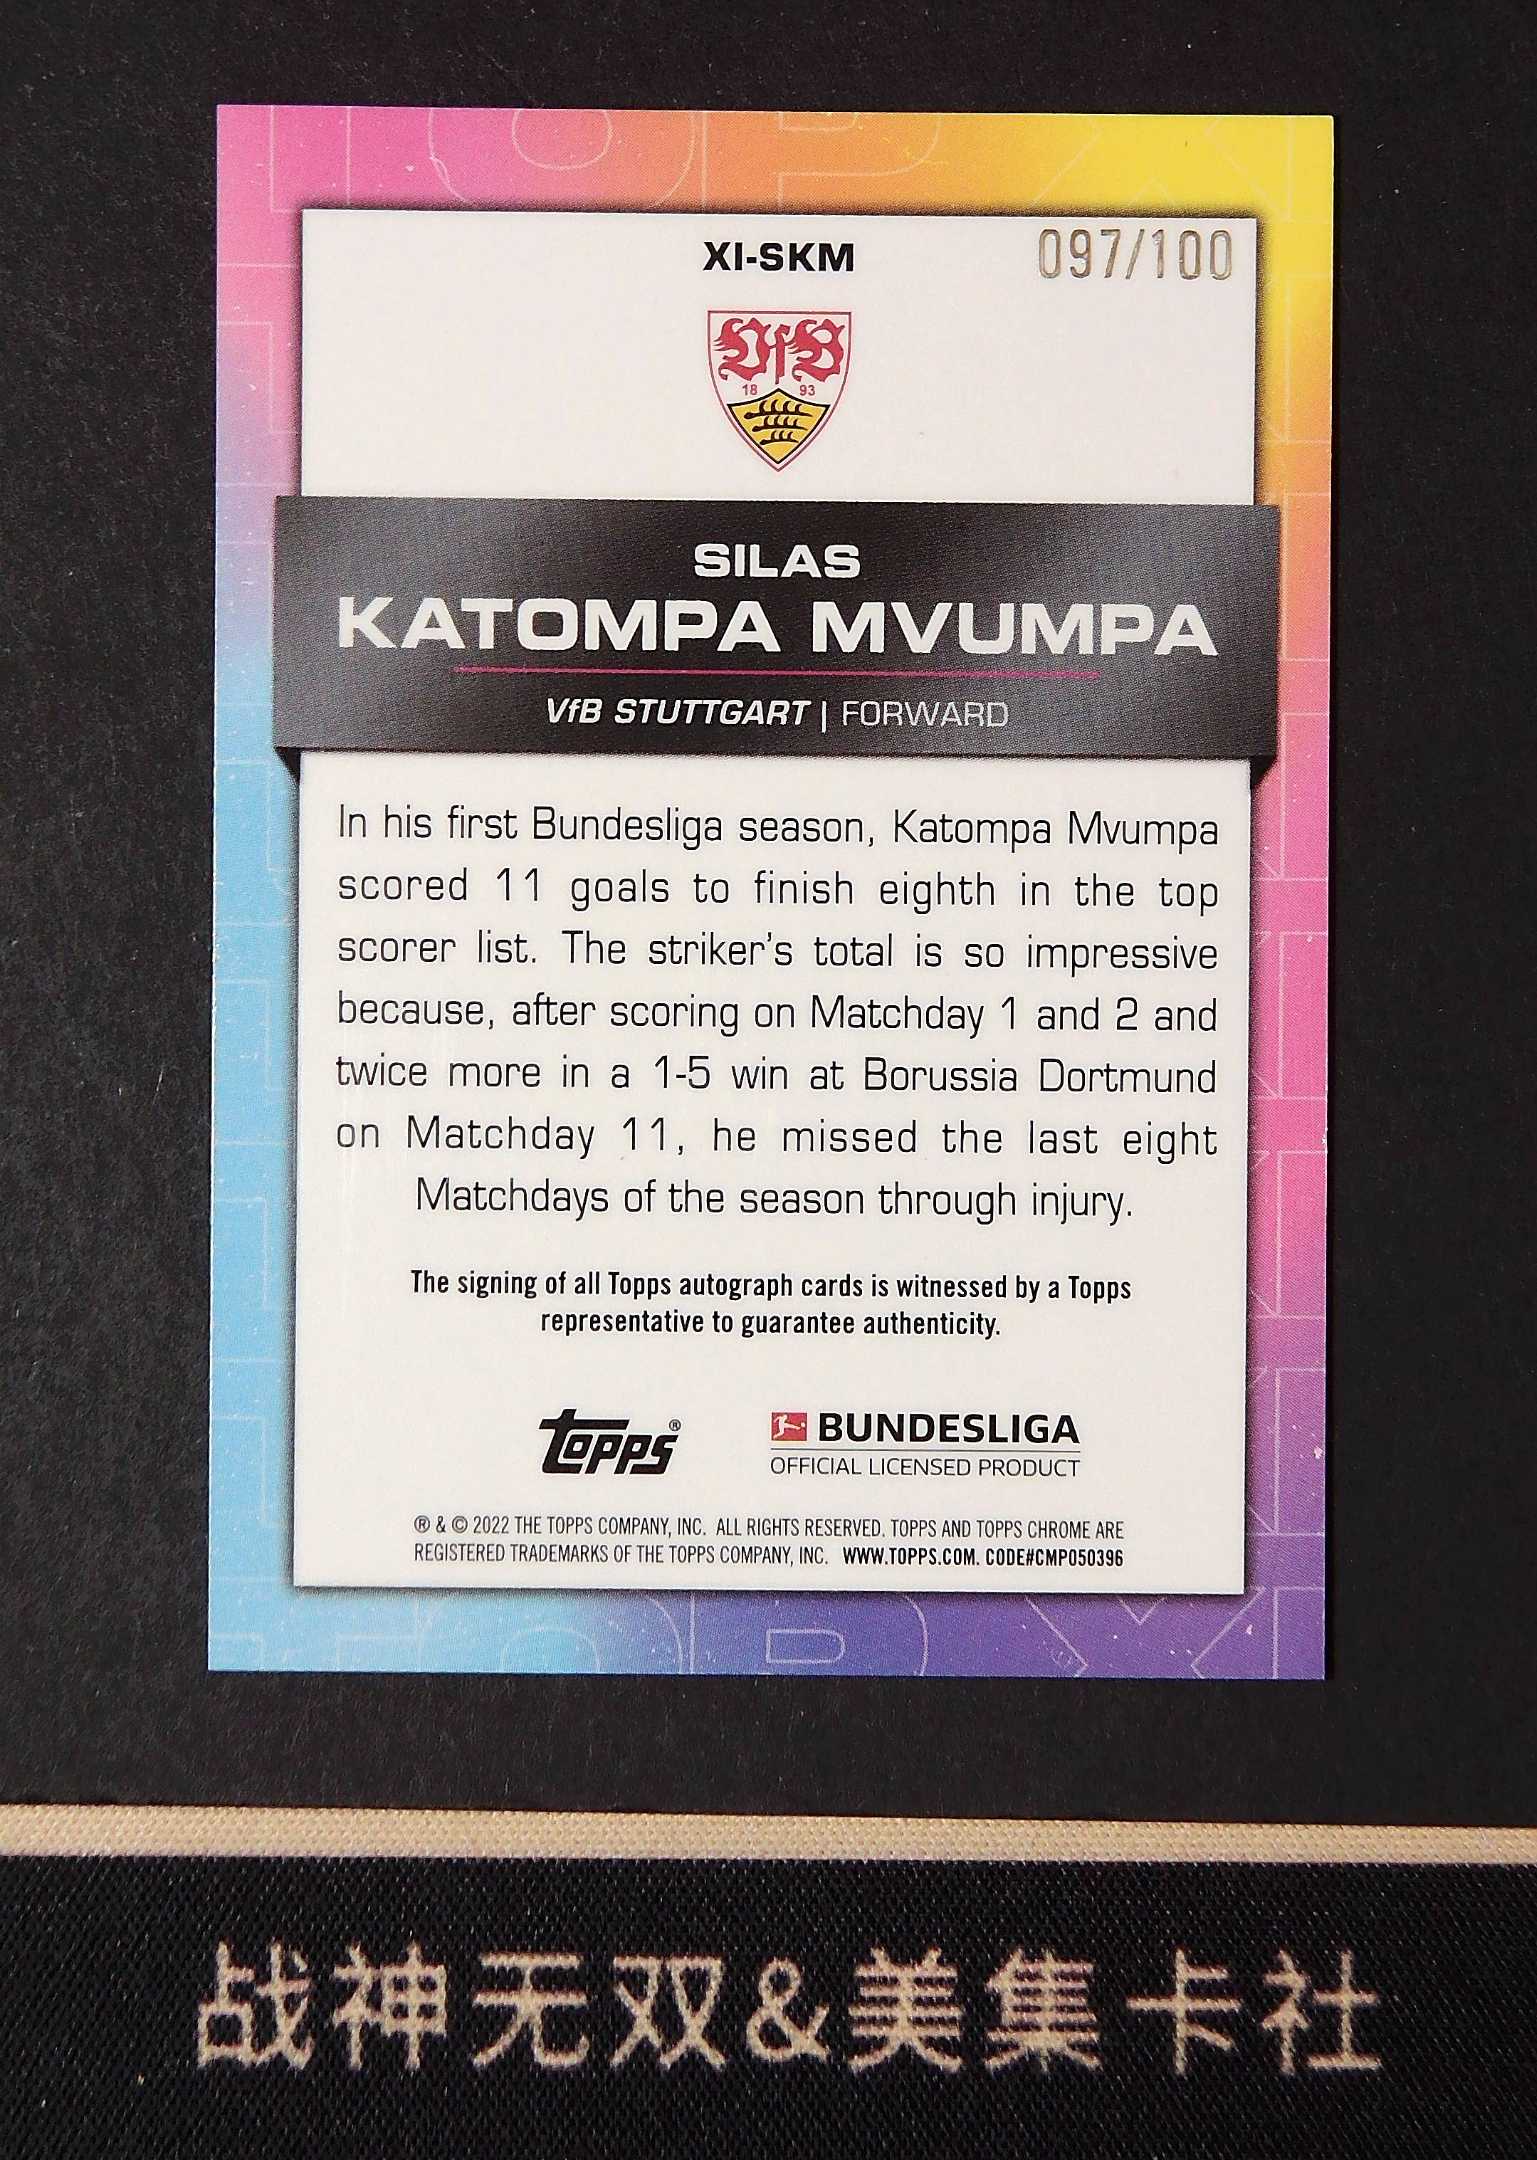 XI-SKM
097/100
VfB
18 93
SILAS
KATOMPA MVUMPA
VfB STUTTGART | FORWARD
In his first Bundesliga season, Katompa Mvumpa
scored 11 goals to finish eighth in the top
scorer list. The striker's total is so impressive
because, after scoring on Matchday 1 and 2 and
twice more in a 1-5 win at Borussia Dortmund
on Matchday 11, he missed the last eight
Matchdays of the season through injury.
The signing of all Topps autograph cards is witnessed by a Topps
representative to guarantee authenticity.
Topps®
BUNDESLIGA
OFFICIAL LICENSED PRODUCT
® & © 2022 THE TOPPS COMPANY, INC. ALL RIGHTS RESERVED. TOPPS AND TOPPS CHROME ARE
REGISTERED TRADEMARKS OF THE TOPPS COMPANY, INC. WWW.TOPPS.COM. CODE#CMP050396
战神无双&美集卡社